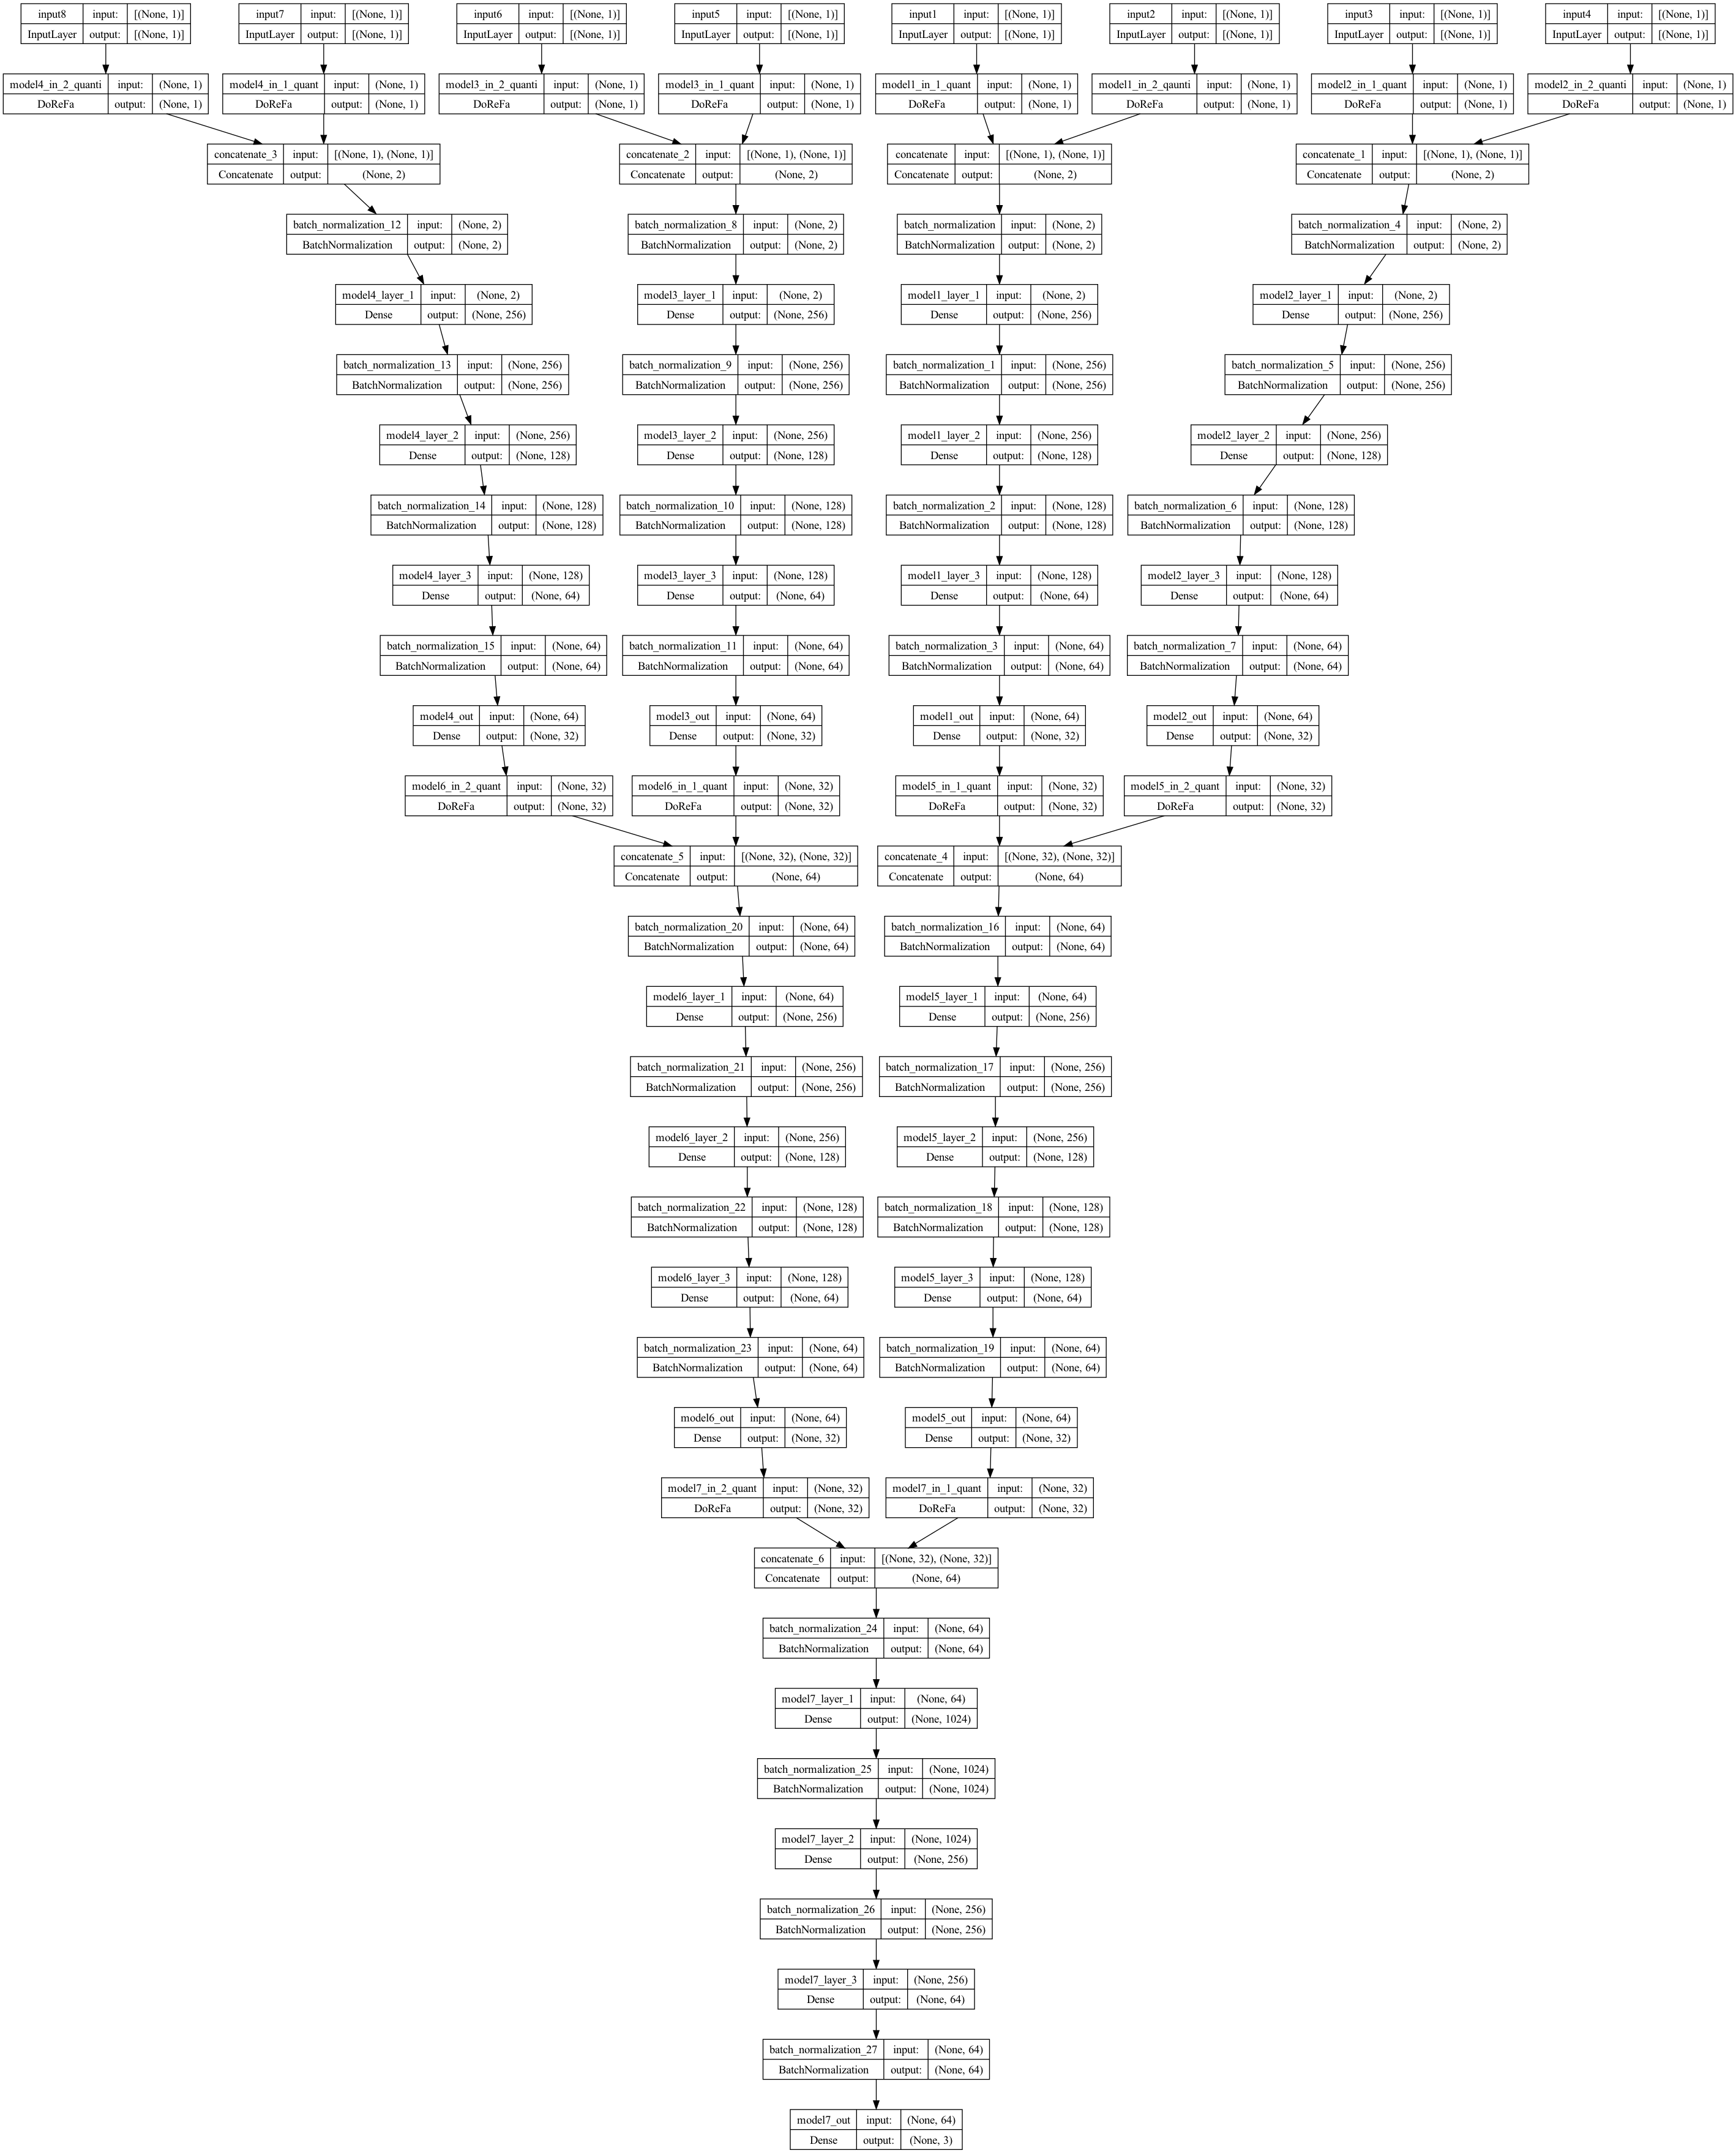 input8 input: [(None, 1)]
InputLayer output: [(None, 1)]
input7 input: [(None, 1)]
InputLayer output: [(None, 1)]
input6 input: [(None, 1)]
InputLayer output: [(None, 1)]
input5 input: [(None, 1)]
InputLayer output: [(None, 1)]
input1 input: [(None, 1)]
InputLayer output: [(None, 1)]
input2 input: [(None, 1)]
InputLayer output: [(None, 1)]
input3 input: [(None, 1)]
InputLayer output: [(None, 1)]
input4 input: [(None, 1)]
InputLayer output: [(None, 1)]
model4_in_2_quanti input: (None, 1)
DoReFa output: (None, 1)
model4_in_1_quant input: (None, 1)
DoReFa output: (None, 1)
model3_in_2_quanti input: (None, 1)
DoReFa output: (None, 1)
model3_in_1_quant input: (None, 1)
DoReFa output: (None, 1)
model1_in_1_quant input: (None, 1)
DoReFa output: (None, 1)
model1_in_2_qaunti input: (None, 1)
DoReFa output: (None, 1)
model2_in_1_quant input: (None, 1)
DoReFa output: (None, 1)
model2_in_2_quanti input: (None, 1)
DoReFa output: (None, 1)
concatenate_3 input: [(None, 1), (None, 1)]
Concatenate output: (None, 2)
concatenate_2 input: [(None, 1), (None, 1)]
Concatenate output: (None, 2)
concatenate input: [(None, 1), (None, 1)]
Concatenate output: (None, 2)
concatenate_1 input: [(None, 1), (None, 1)]
Concatenate output: (None, 2)
batch_normalization_12 input: (None, 2)
BatchNormalization output: (None, 2)
batch_normalization_8 input: (None, 2)
BatchNormalization output: (None, 2)
batch_normalization input: (None, 2)
BatchNormalization output: (None, 2)
batch_normalization_4 input: (None, 2)
BatchNormalization output: (None, 2)
model4_layer_1 input: (None, 2)
Dense output: (None, 256)
model3_layer_1 input: (None, 2)
Dense output: (None, 256)
model1_layer_1 input: (None, 2)
Dense output: (None, 256)
model2_layer_1 input: (None, 2)
Dense output: (None, 256)
batch_normalization_13 input: (None, 256)
BatchNormalization output: (None, 256)
batch_normalization_9 input: (None, 256)
BatchNormalization output: (None, 256)
batch_normalization_1 input: (None, 256)
BatchNormalization output: (None, 256)
batch_normalization_5 input: (None, 256)
BatchNormalization output: (None, 256)
model4_layer_2 input: (None, 256)
Dense output: (None, 128)
model3_layer_2 input: (None, 256)
Dense output: (None, 128)
model1_layer_2 input: (None, 256)
Dense output: (None, 128)
model2_layer_2 input: (None, 256)
Dense output: (None, 128)
batch_normalization_14 input: (None, 128)
BatchNormalization output: (None, 128)
batch_normalization_10 input: (None, 128)
BatchNormalization output: (None, 128)
batch_normalization_2 input: (None, 128)
BatchNormalization output: (None, 128)
batch_normalization_6 input: (None, 128)
BatchNormalization output: (None, 128)
model4_layer_3 input: (None, 128)
Dense output: (None, 64)
model3_layer_3 input: (None, 128)
Dense output: (None, 64)
model1_layer_3 input: (None, 128)
Dense output: (None, 64)
model2_layer_3 input: (None, 128)
Dense output: (None, 64)
batch_normalization_15 input: (None, 64)
BatchNormalization output: (None, 64)
batch_normalization_11 input: (None, 64)
BatchNormalization output: (None, 64)
batch_normalization_3 input: (None, 64)
BatchNormalization output: (None, 64)
batch_normalization_7 input: (None, 64)
BatchNormalization output: (None, 64)
model4_out input: (None, 64)
Dense output: (None, 32)
model3_out input: (None, 64)
Dense output: (None, 32)
model1_out input: (None, 64)
Dense output: (None, 32)
model2_out input: (None, 64)
Dense output: (None, 32)
model6_in_2_quant input: (None, 32)
DoReFa output: (None, 32)
model6_in_1_quant input: (None, 32)
DoReFa output: (None, 32)
model5_in_1_quant input: (None, 32)
DoReFa output: (None, 32)
model5_in_2_quant input: (None, 32)
DoReFa output: (None, 32)
concatenate_5 input: [(None, 32), (None, 32)]
Concatenate output: (None, 64)
concatenate_4 input: [(None, 32), (None, 32)]
Concatenate output: (None, 64)
batch_normalization_20 input: (None, 64)
BatchNormalization output: (None, 64)
batch_normalization_16 input: (None, 64)
BatchNormalization output: (None, 64)
model6_layer_1 input: (None, 64)
Dense output: (None, 256)
model5_layer_1 input: (None, 64)
Dense output: (None, 256)
batch_normalization_21 input: (None, 256)
BatchNormalization output: (None, 256)
batch_normalization_17 input: (None, 256)
BatchNormalization output: (None, 256)
model6_layer_2 input: (None, 256)
Dense output: (None, 128)
model5_layer_2 input: (None, 256)
Dense output: (None, 128)
batch_normalization_22 input: (None, 128)
BatchNormalization output: (None, 128)
batch_normalization_18 input: (None, 128)
BatchNormalization output: (None, 128)
model6_layer_3 input: (None, 128)
Dense output: (None, 64)
model5_layer_3 input: (None, 128)
Dense output: (None, 64)
batch_normalization_23 input: (None, 64)
BatchNormalization output: (None, 64)
batch_normalization_19 input: (None, 64)
BatchNormalization output: (None, 64)
model6_out input: (None, 64)
Dense output: (None, 32)
model5_out input: (None, 64)
Dense output: (None, 32)
model7_in_2_quant input: (None, 32)
DoReFa output: (None, 32)
model7_in_1_quant input: (None, 32)
DoReFa output: (None, 32)
concatenate_6 input: [(None, 32), (None, 32)]
Concatenate output: (None, 64)
batch_normalization_24 input: (None, 64)
BatchNormalization output: (None, 64)
model7_layer_1 input: (None, 64)
Dense output: (None, 1024)
batch_normalization_25 input: (None, 1024)
BatchNormalization output: (None, 1024)
model7_layer_2 input: (None, 1024)
Dense output: (None, 256)
batch_normalization_26 input: (None, 256)
BatchNormalization output: (None, 256)
model7_layer_3 input: (None, 256)
Dense output: (None, 64)
batch_normalization_27 input: (None, 64)
BatchNormalization output: (None, 64)
model7_out input: (None, 64)
Dense output: (None, 3)